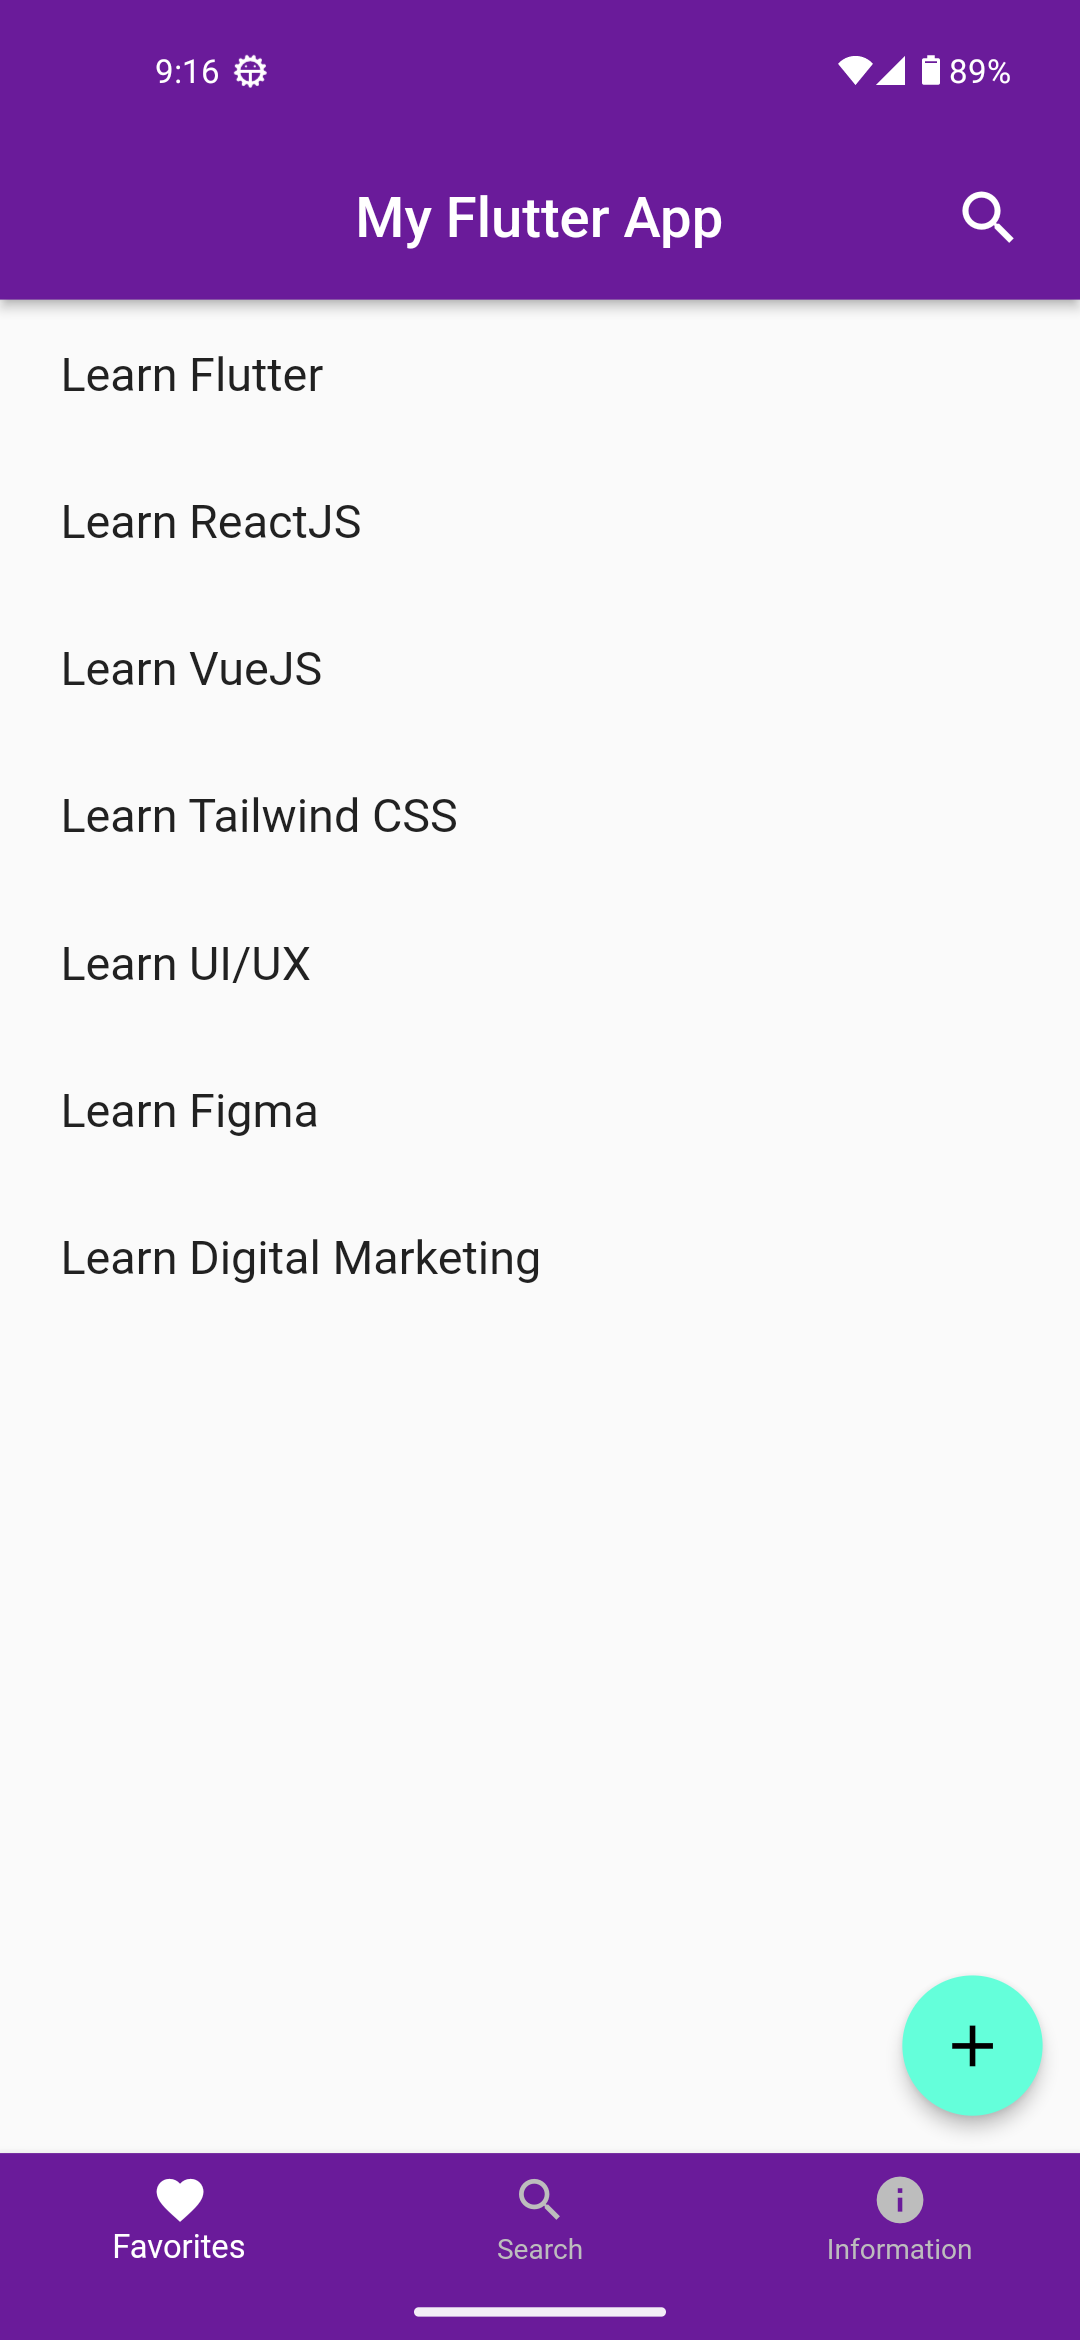 9:16 89%
My Flutter App
Learn Flutter
Learn ReactJS
Learn VueJS
Learn Tailwind CSS
Learn UI/UX
Learn Figma
Learn Digital Marketing
Favorites Search Information